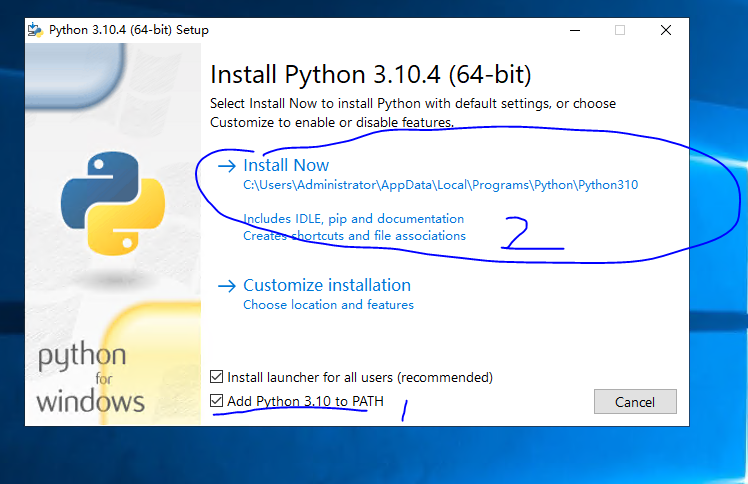 Python 3.10.4 (64-bit) Setup
Install Python 3.10.4 (64-bit)
Select Install Now to install Python with default settings, or choose
Customize to enable or disable features.
Install Now
C:\Users\Administrator\AppData\Local\Programs\Python\Python310
Includes IDLE, pip and documentation
Creates shortcuts and file associations
2
Customize installation
Choose location and features
python
for
windows
Install launcher for all users (recommended)
Add Python 3.10 to PATH
1
Cancel